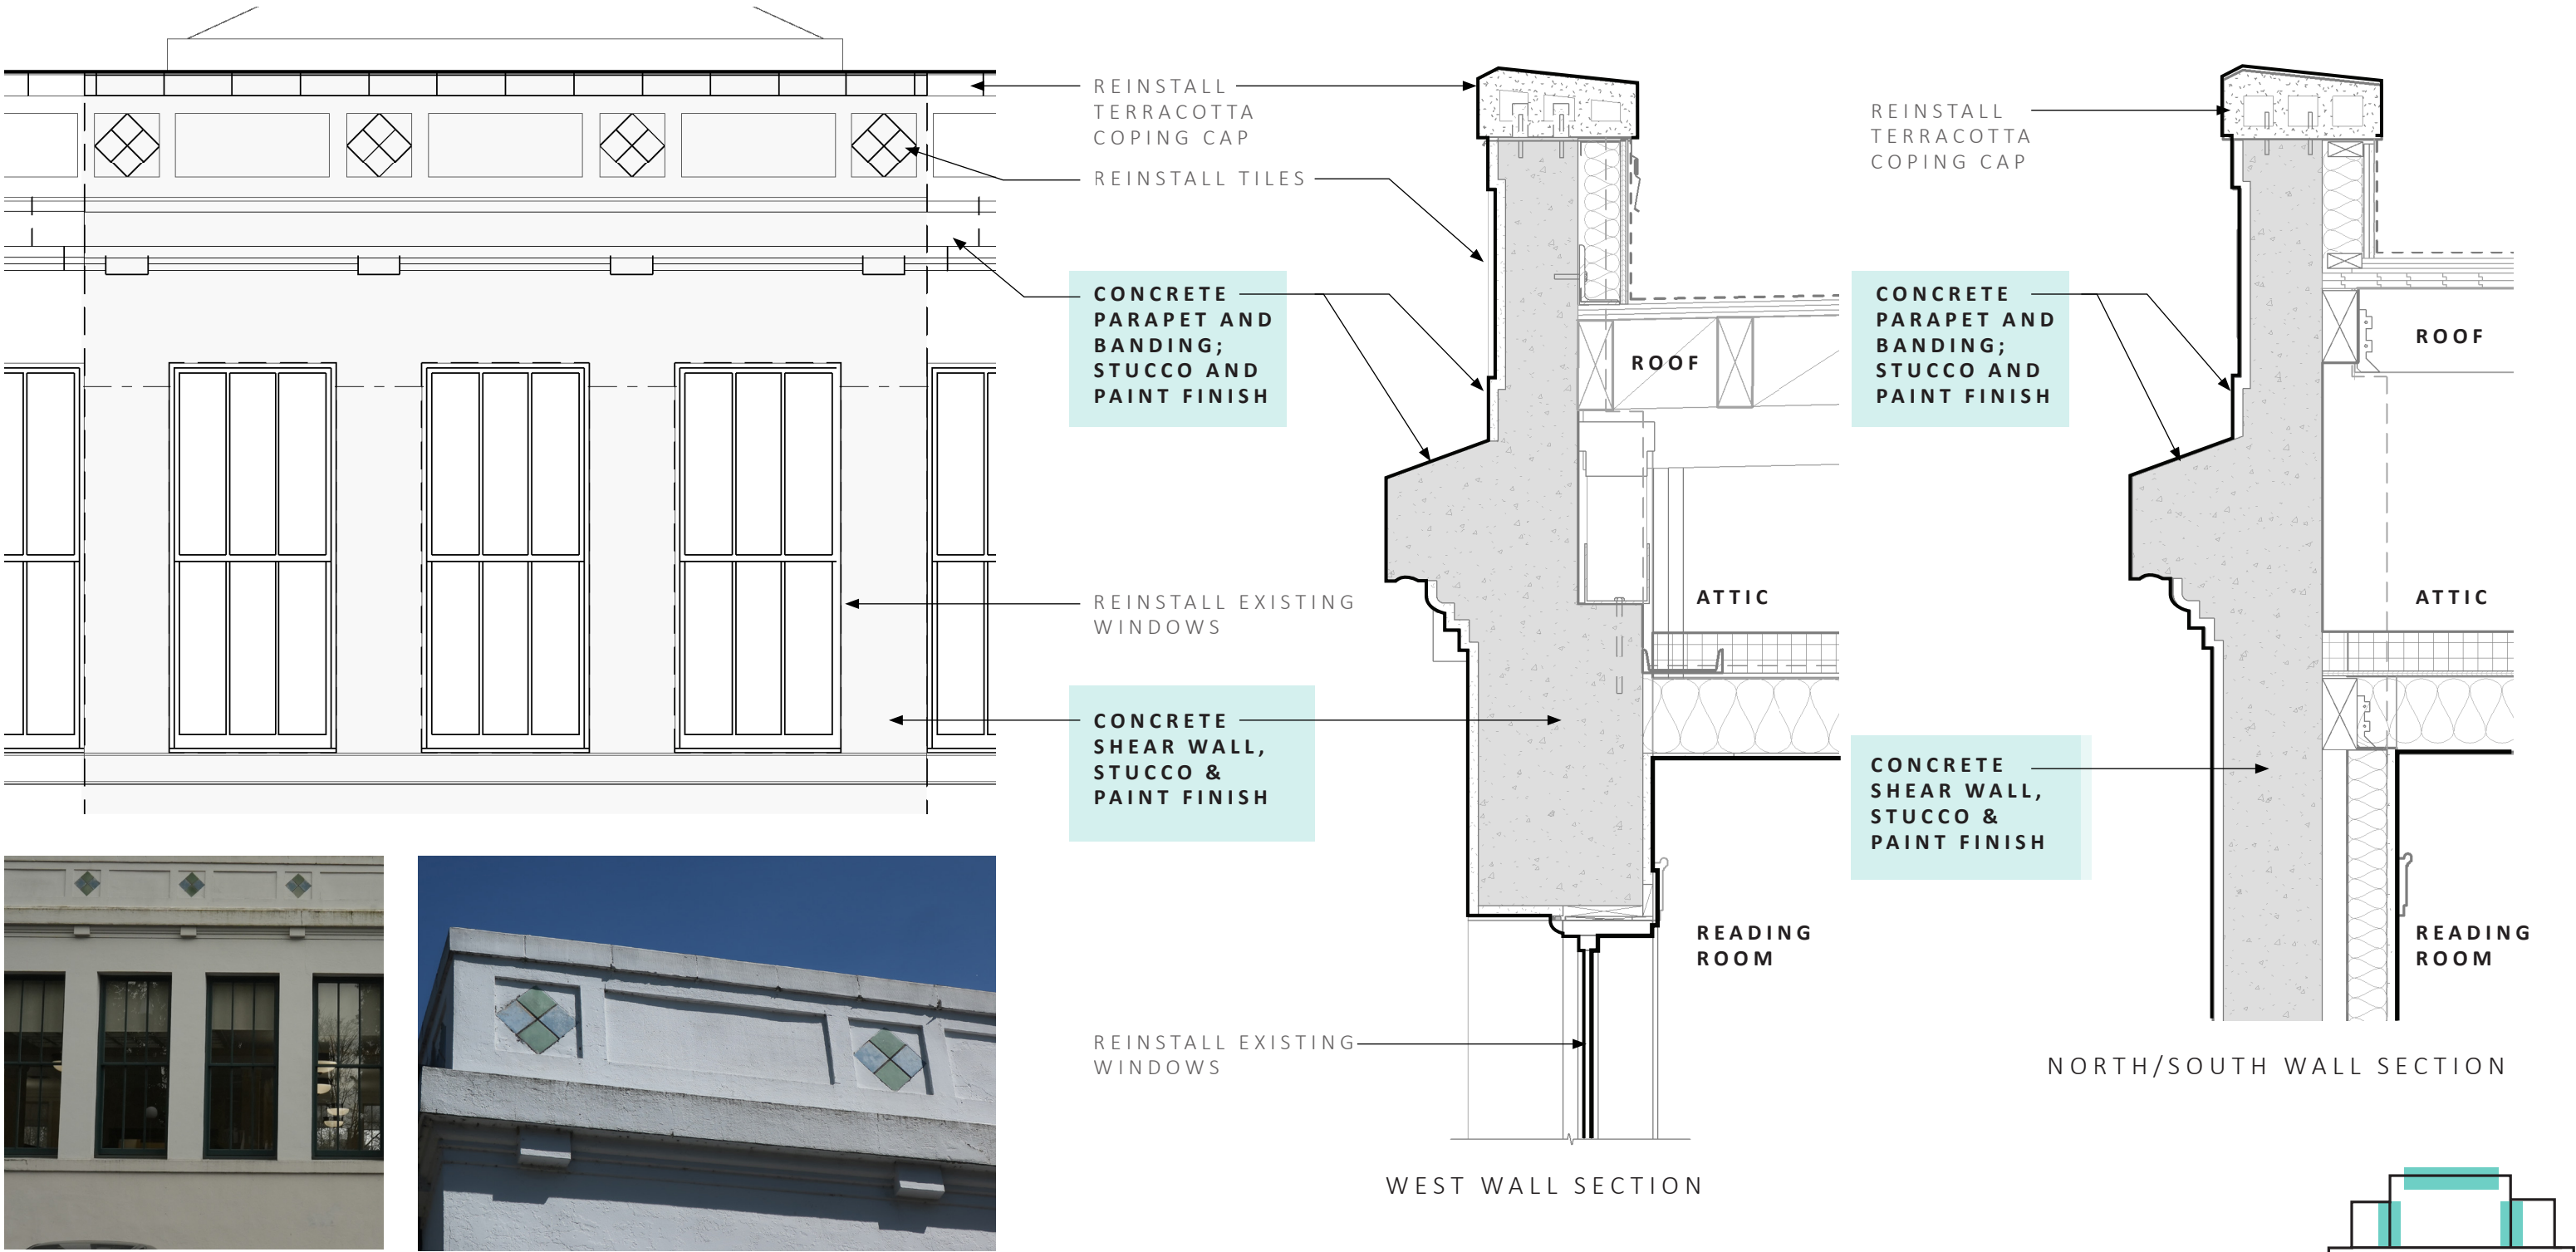 REINSTALL
TERRACOTTA
COPING CAP
REINSTALL TILES
CONCRETE
PARAPET AND
BANDING;
STUCCO AND
PAINT FINISH
REINSTALL EXISTING
WINDOWS
CONCRETE
SHEAR WALL,
STUCCO &
PAINT FINISH
REINSTALL EXISTING
WINDOWS
ROOF
ATTIC
READING
ROOM
WEST WALL SECTION
REINSTALL
TERRACOTTA
COPING CAP
CONCRETE
PARAPET AND
BANDING;
STUCCO AND
PAINT FINISH
CONCRETE
SHEAR WALL,
STUCCO &
PAINT FINISH
ROOF
ATTIC
READING
ROOM
NORTH/SOUTH WALL SECTION